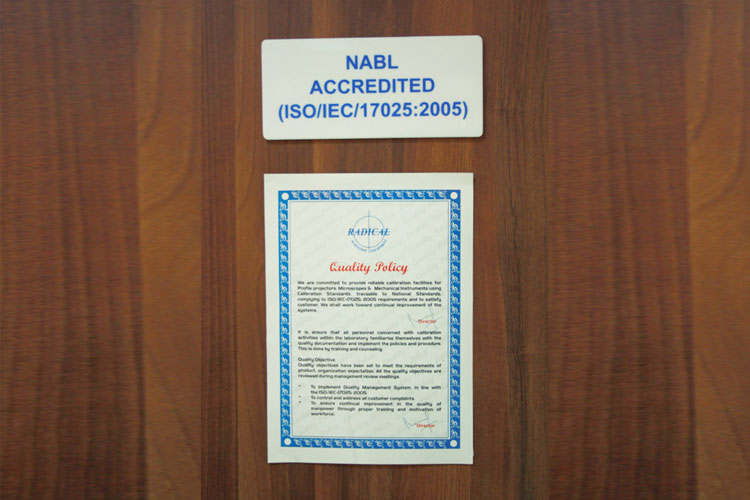 NABL
ACCREDITED
(ISO/IEC/17025:2005)
RADICAL
Quality Policy
We are committed to provide reliable calibration facilities for
Profile projectors, Microscopes & Mechanical Instruments using
Calibration Standards, traceable to National Standards,
complying to ISO/IEC-17025: 2005 requirements and to satisfy
customer. We shall work toward continual improvement of the
systems.
Director
It is ensure that all personal concerned with calibration
activities within the laboratory familiarise themselves with the
quality documentation and implement the policies and procedure.
This is done by training and counseling
Quality Objective
Quality objectives have been set to meet the requirements of
product, organization expectation. All the quality objectives are
reviewed during management review meetings.
To implement Quality Management System, in line with
the ISO/IEC-17025: 2005.
To control and address all customer complaints.
To ensure continual improvement in the quality of
manpower through proper training and motivation of
workforce.
Director